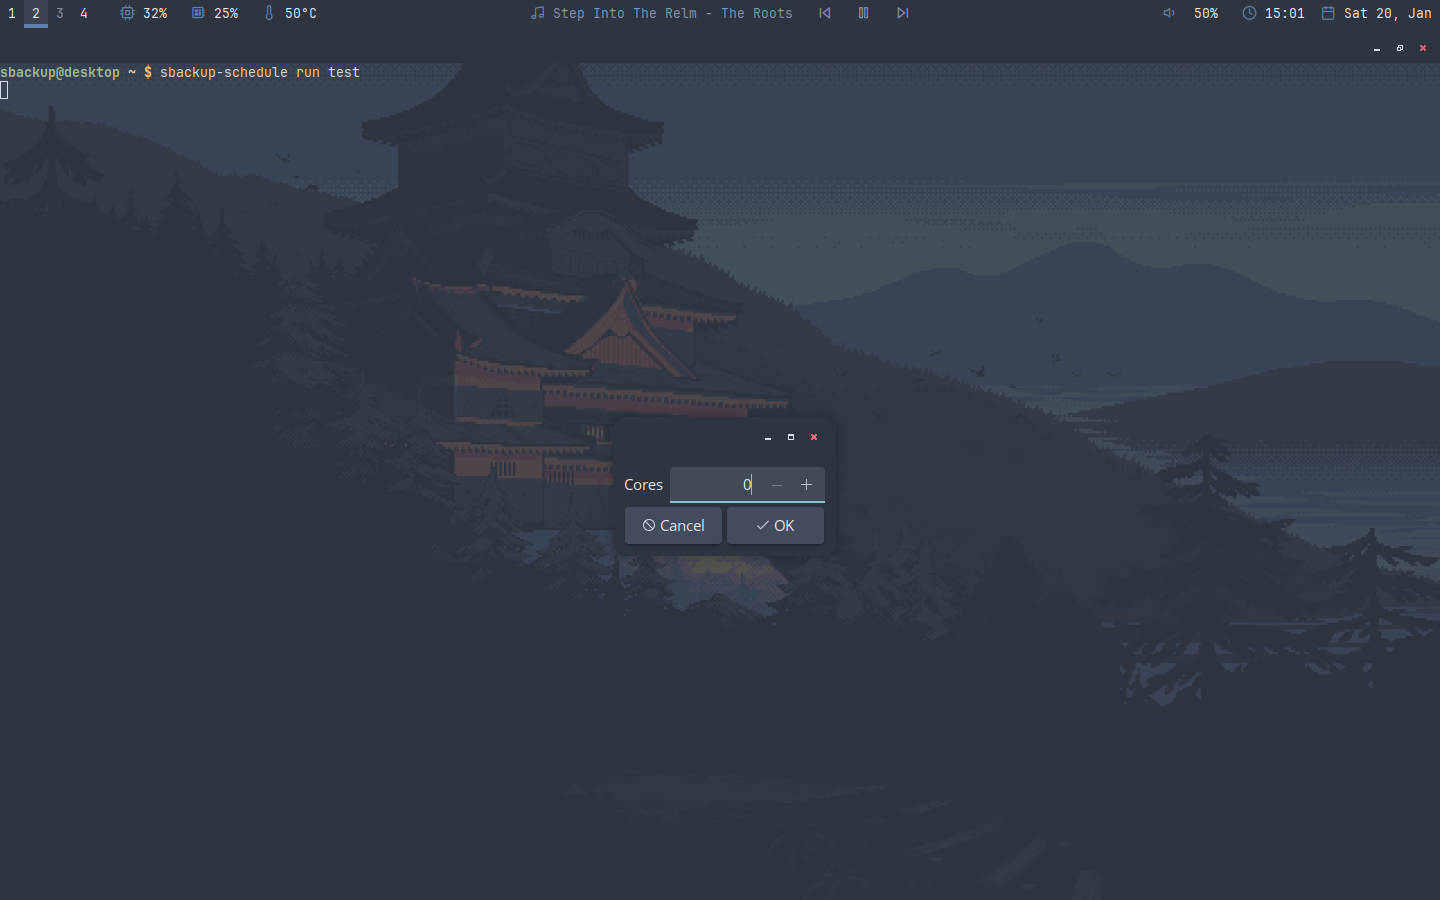 1 2 3 4 32% 25% 50°C Step Into The Relm - The Roots 50% 15:01 Sat 20, Jan
sbackup@desktop ~ $ sbackup-schedule run test
Cores 0
Cancel OK